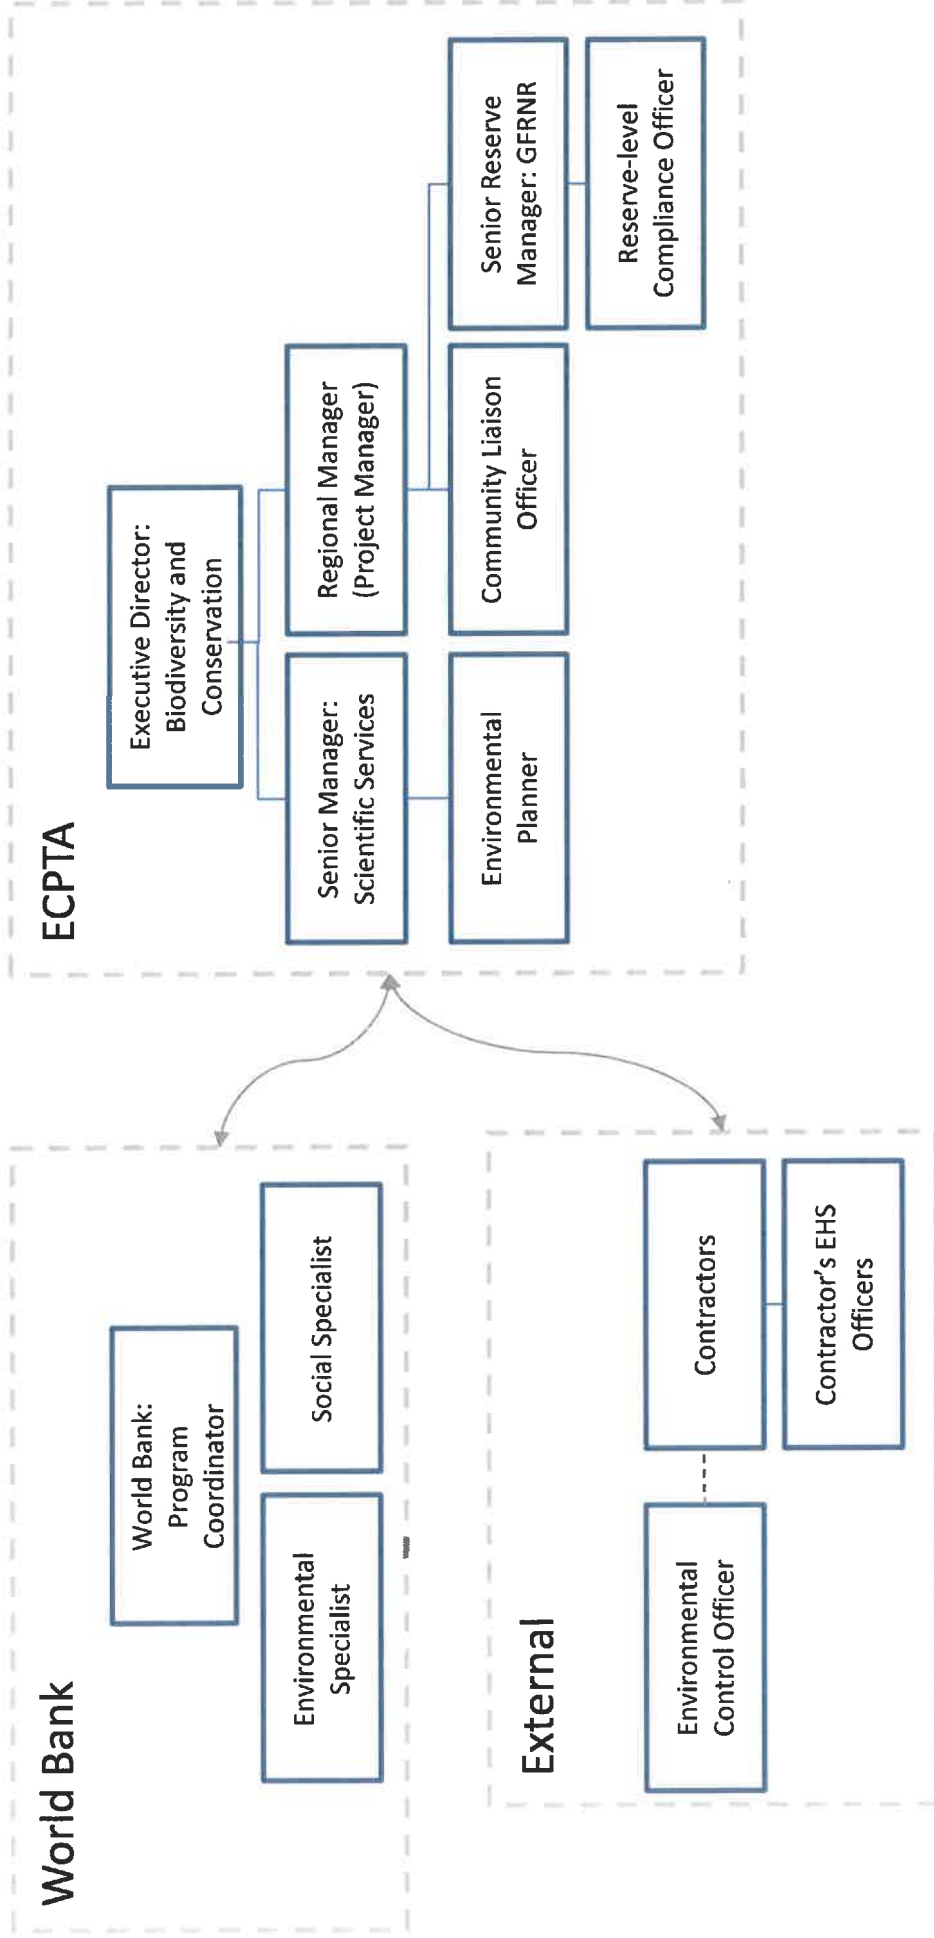 World Bank
World Bank:
Program
Coordinator
Environmental
Specialist
Social Specialist
External
Environmental
Control Officer
Contractors
Contractor's EHS
Officers
ECPTA
Executive Director:
Biodiversity and
Conservation
Senior Manager:
Scientific Services
Regional Manager
(Project Manager)
Environmental
Planner
Community Liaison
Officer
Senior Reserve
Manager: GFRNR
Reserve-level
Compliance Officer